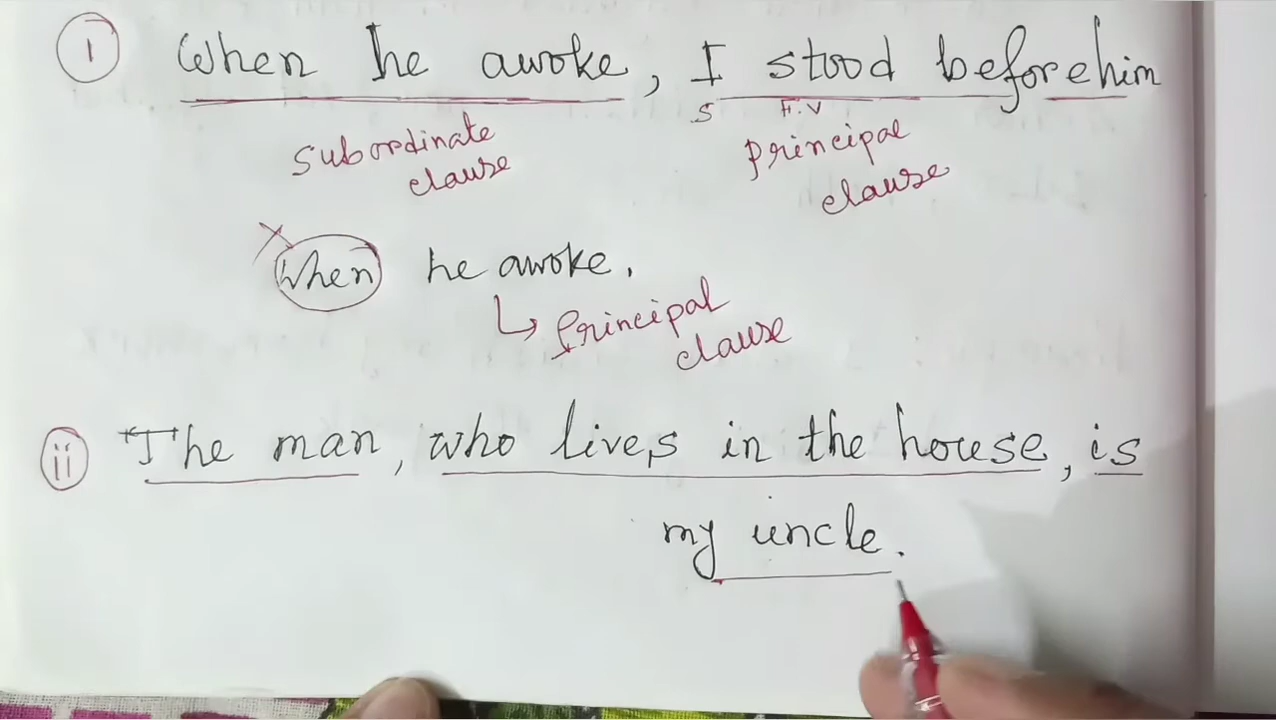 i When he awoke, I stood before him
S F.V
subordinate clause
principal clause
When he awoke.
Principal clause
ii The man, who lives in the house, is
my uncle.